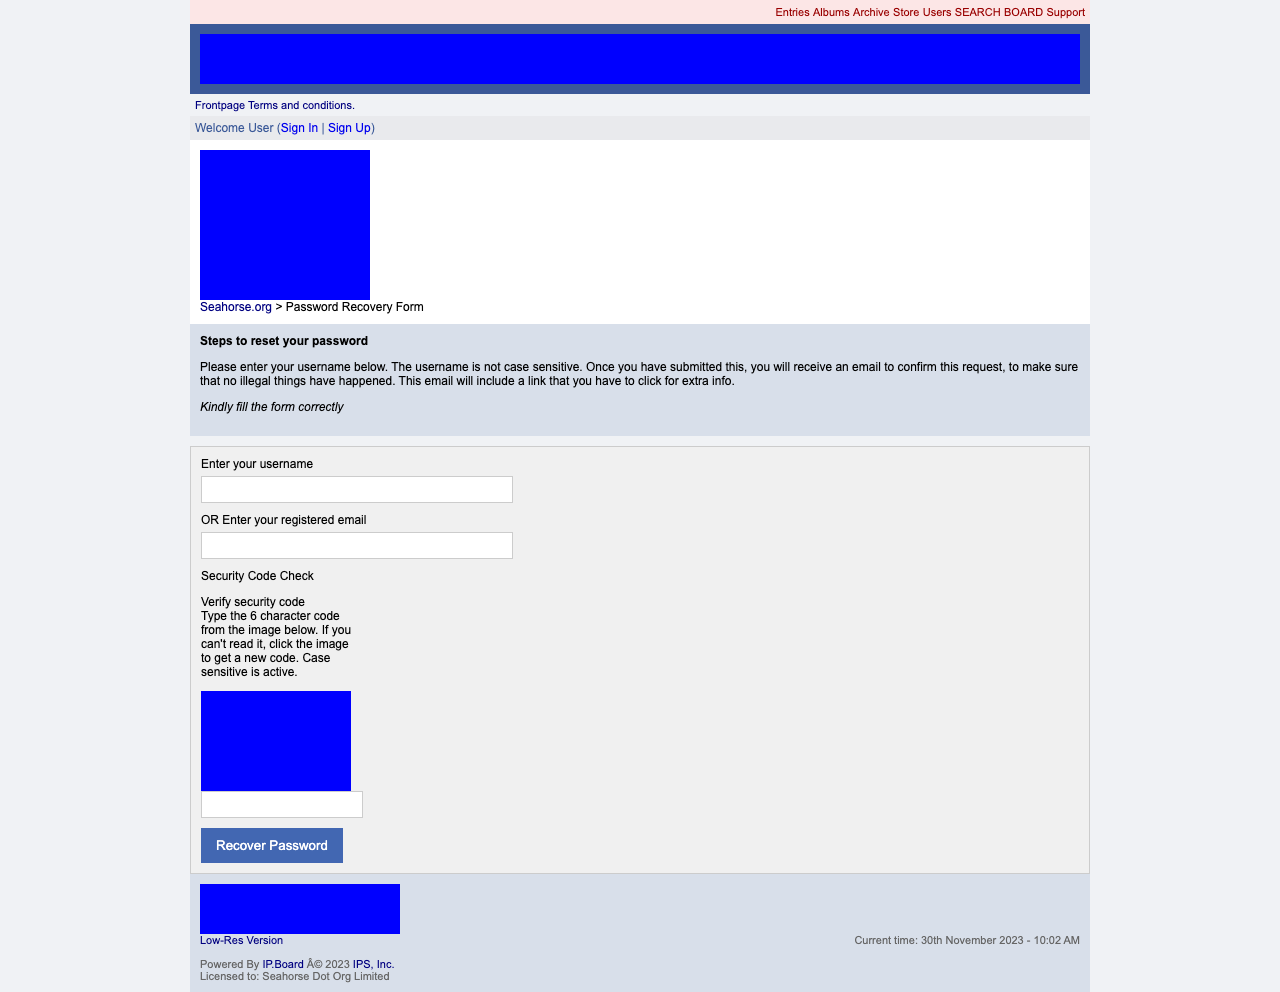 Entries Albums Archive Store Users SEARCH BOARD Support
Frontpage Terms and conditions.
Welcome User (Sign In | Sign Up)
Seahorse.org > Password Recovery Form
Steps to reset your password
Please enter your username below. The username is not case sensitive. Once you have submitted this, you will receive an email to confirm this request, to make sure
that no illegal things have happened. This email will include a link that you have to click for extra info.
Kindly fill the form correctly
Enter your username
OR Enter your registered email
Security Code Check
Verify security code
Type the 6 character code
from the image below. If you
can't read it, click the image
to get a new code. Case
sensitive is active.
Recover Password
Low-Res Version
Current time: 30th November 2023 - 10:02 AM
Powered By IP.Board Â© 2023 IPS, Inc.
Licensed to: Seahorse Dot Org Limited